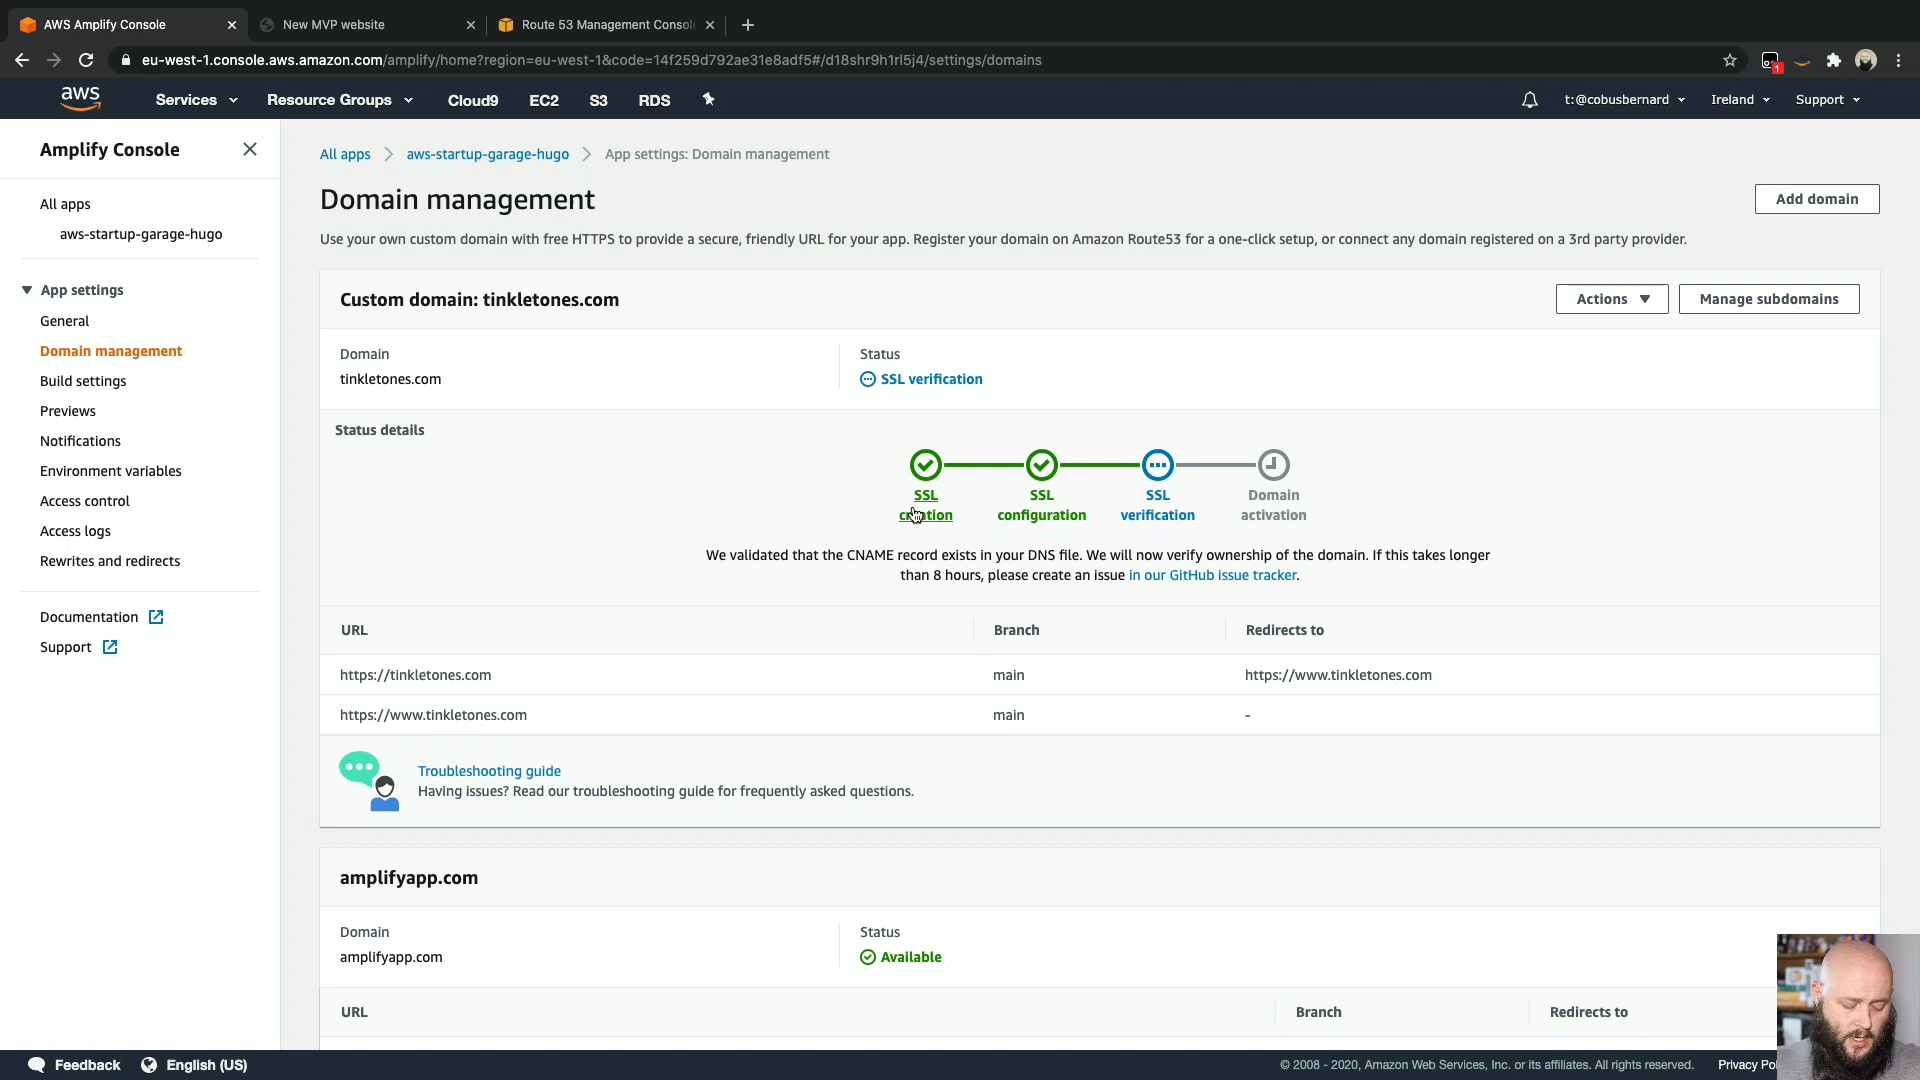 AWS Amplify Console
New MVP website
Route 53 Management Conso
eu-west-1.console.aws.amazon.com/amplify/home?region=eu-west-1&code=14f259d792ae31e8adf5#/d18shr9h1rl5j4/settings/domains
1
aws
Services
Resource Groups
Cloud9
EC2
S3
RDS
t:@cobusbernard
Ireland
Support
Amplify Console
All apps
aws-startup-garage-hugo
App settings
General
Domain management
Build settings
Previews
Notifications
Environment variables
Access control
Access logs
Rewrites and redirects
Documentation
Support
All apps
aws-startup-garage-hugo
App settings: Domain management
Domain management
Add domain
Use your own custom domain with free HTTPS to provide a secure, friendly URL for your app. Register your domain on Amazon Route53 for a one-click setup, or connect any domain registered on a 3rd party provider.
Custom domain: tinkletones.com
Actions
Manage subdomains
Domain
tinkletones.com
Status
SSL verification
Status details
SSL
creation
SSL
configuration
SSL
verification
Domain
activation
We validated that the CNAME record exists in your DNS file. We will now verify ownership of the domain. If this takes longer
than 8 hours, please create an issue in our GitHub issue tracker.
URL
Branch
Redirects to
https://tinkletones.com
main
https://www.tinkletones.com
https://www.tinkletones.com
main
-
Troubleshooting guide
Having issues? Read our troubleshooting guide for frequently asked questions.
amplifyapp.com
Domain
amplifyapp.com
Status
Available
URL
Branch
Redirects to
Feedback
English (US)
© 2008 - 2020, Amazon Web Services, Inc. or its affiliates. All rights reserved.
Privacy Po